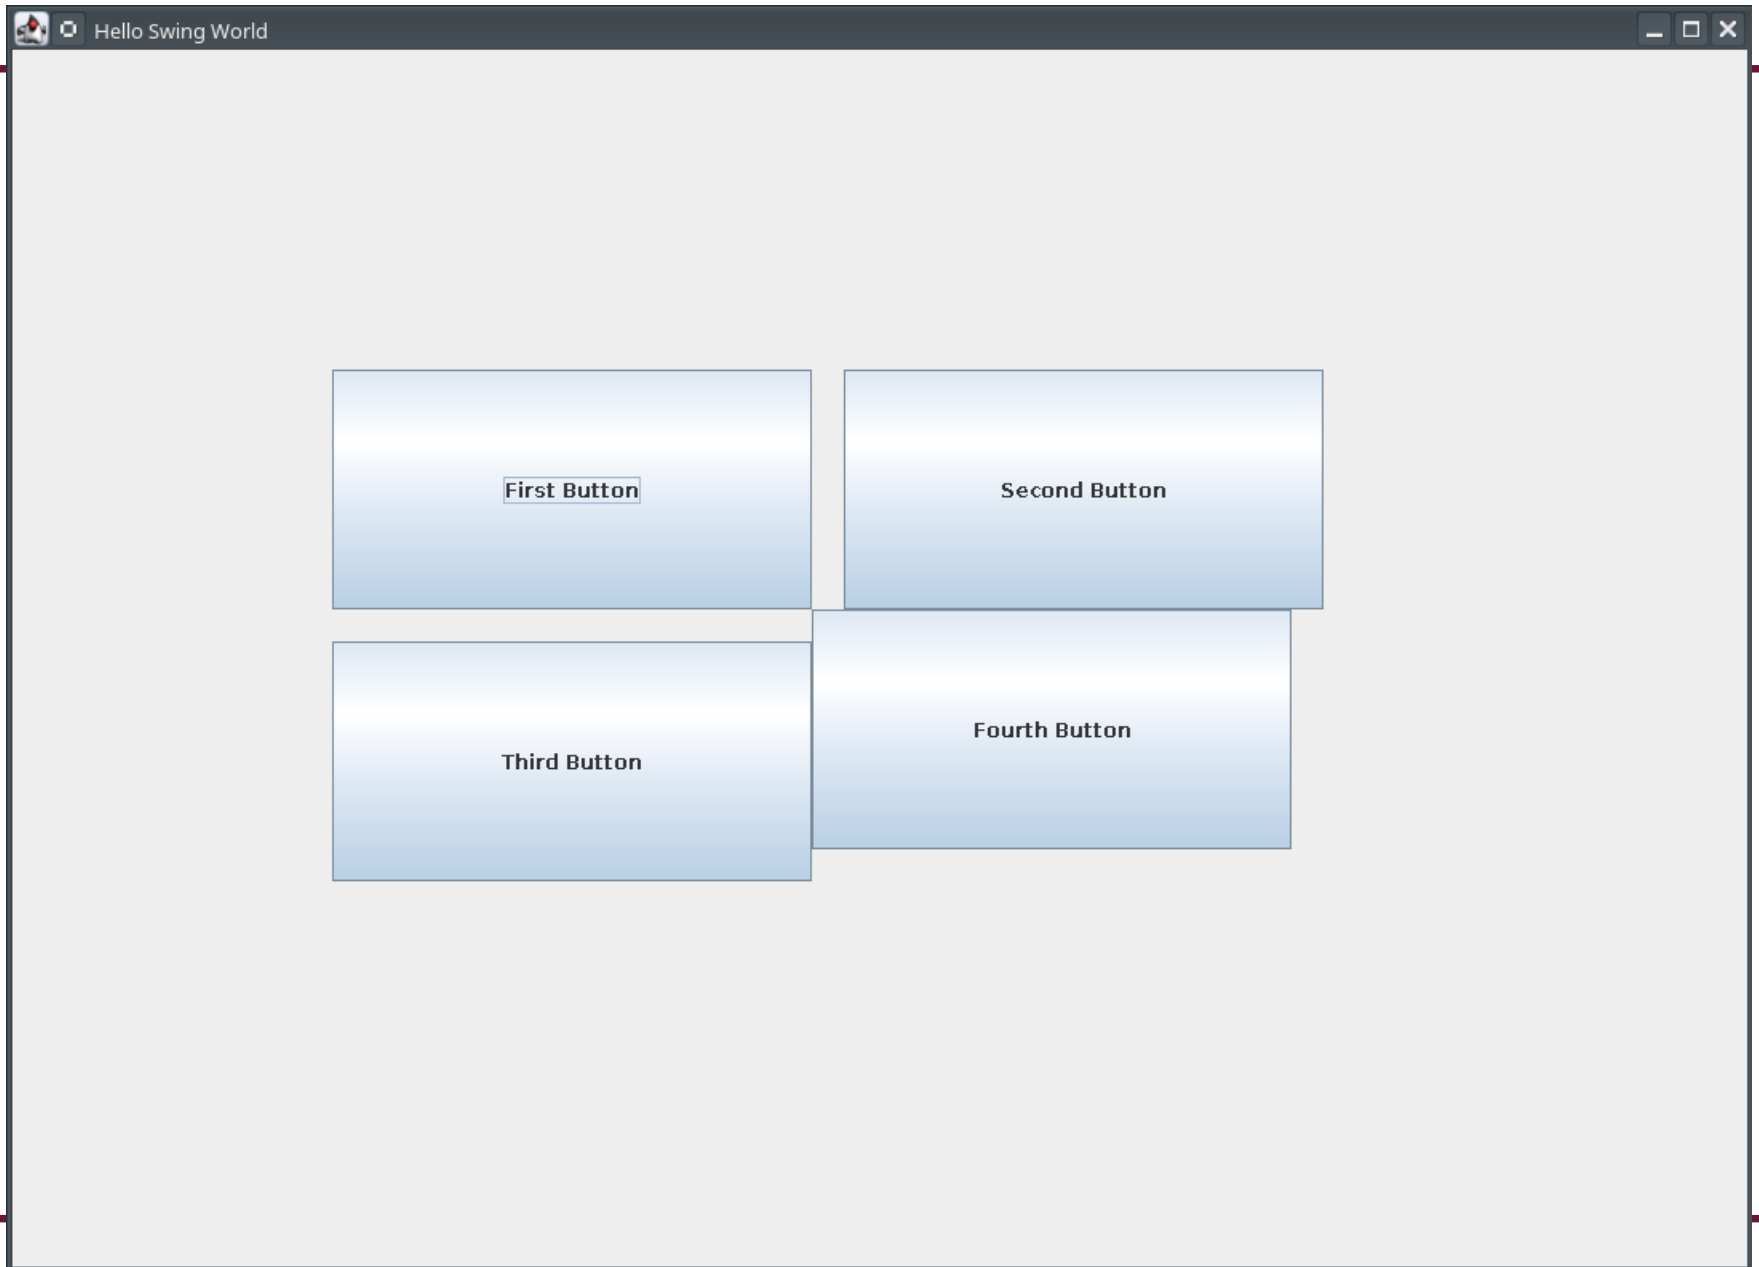 Hello Swing World
First Button
Second Button
Third Button
Fourth Button